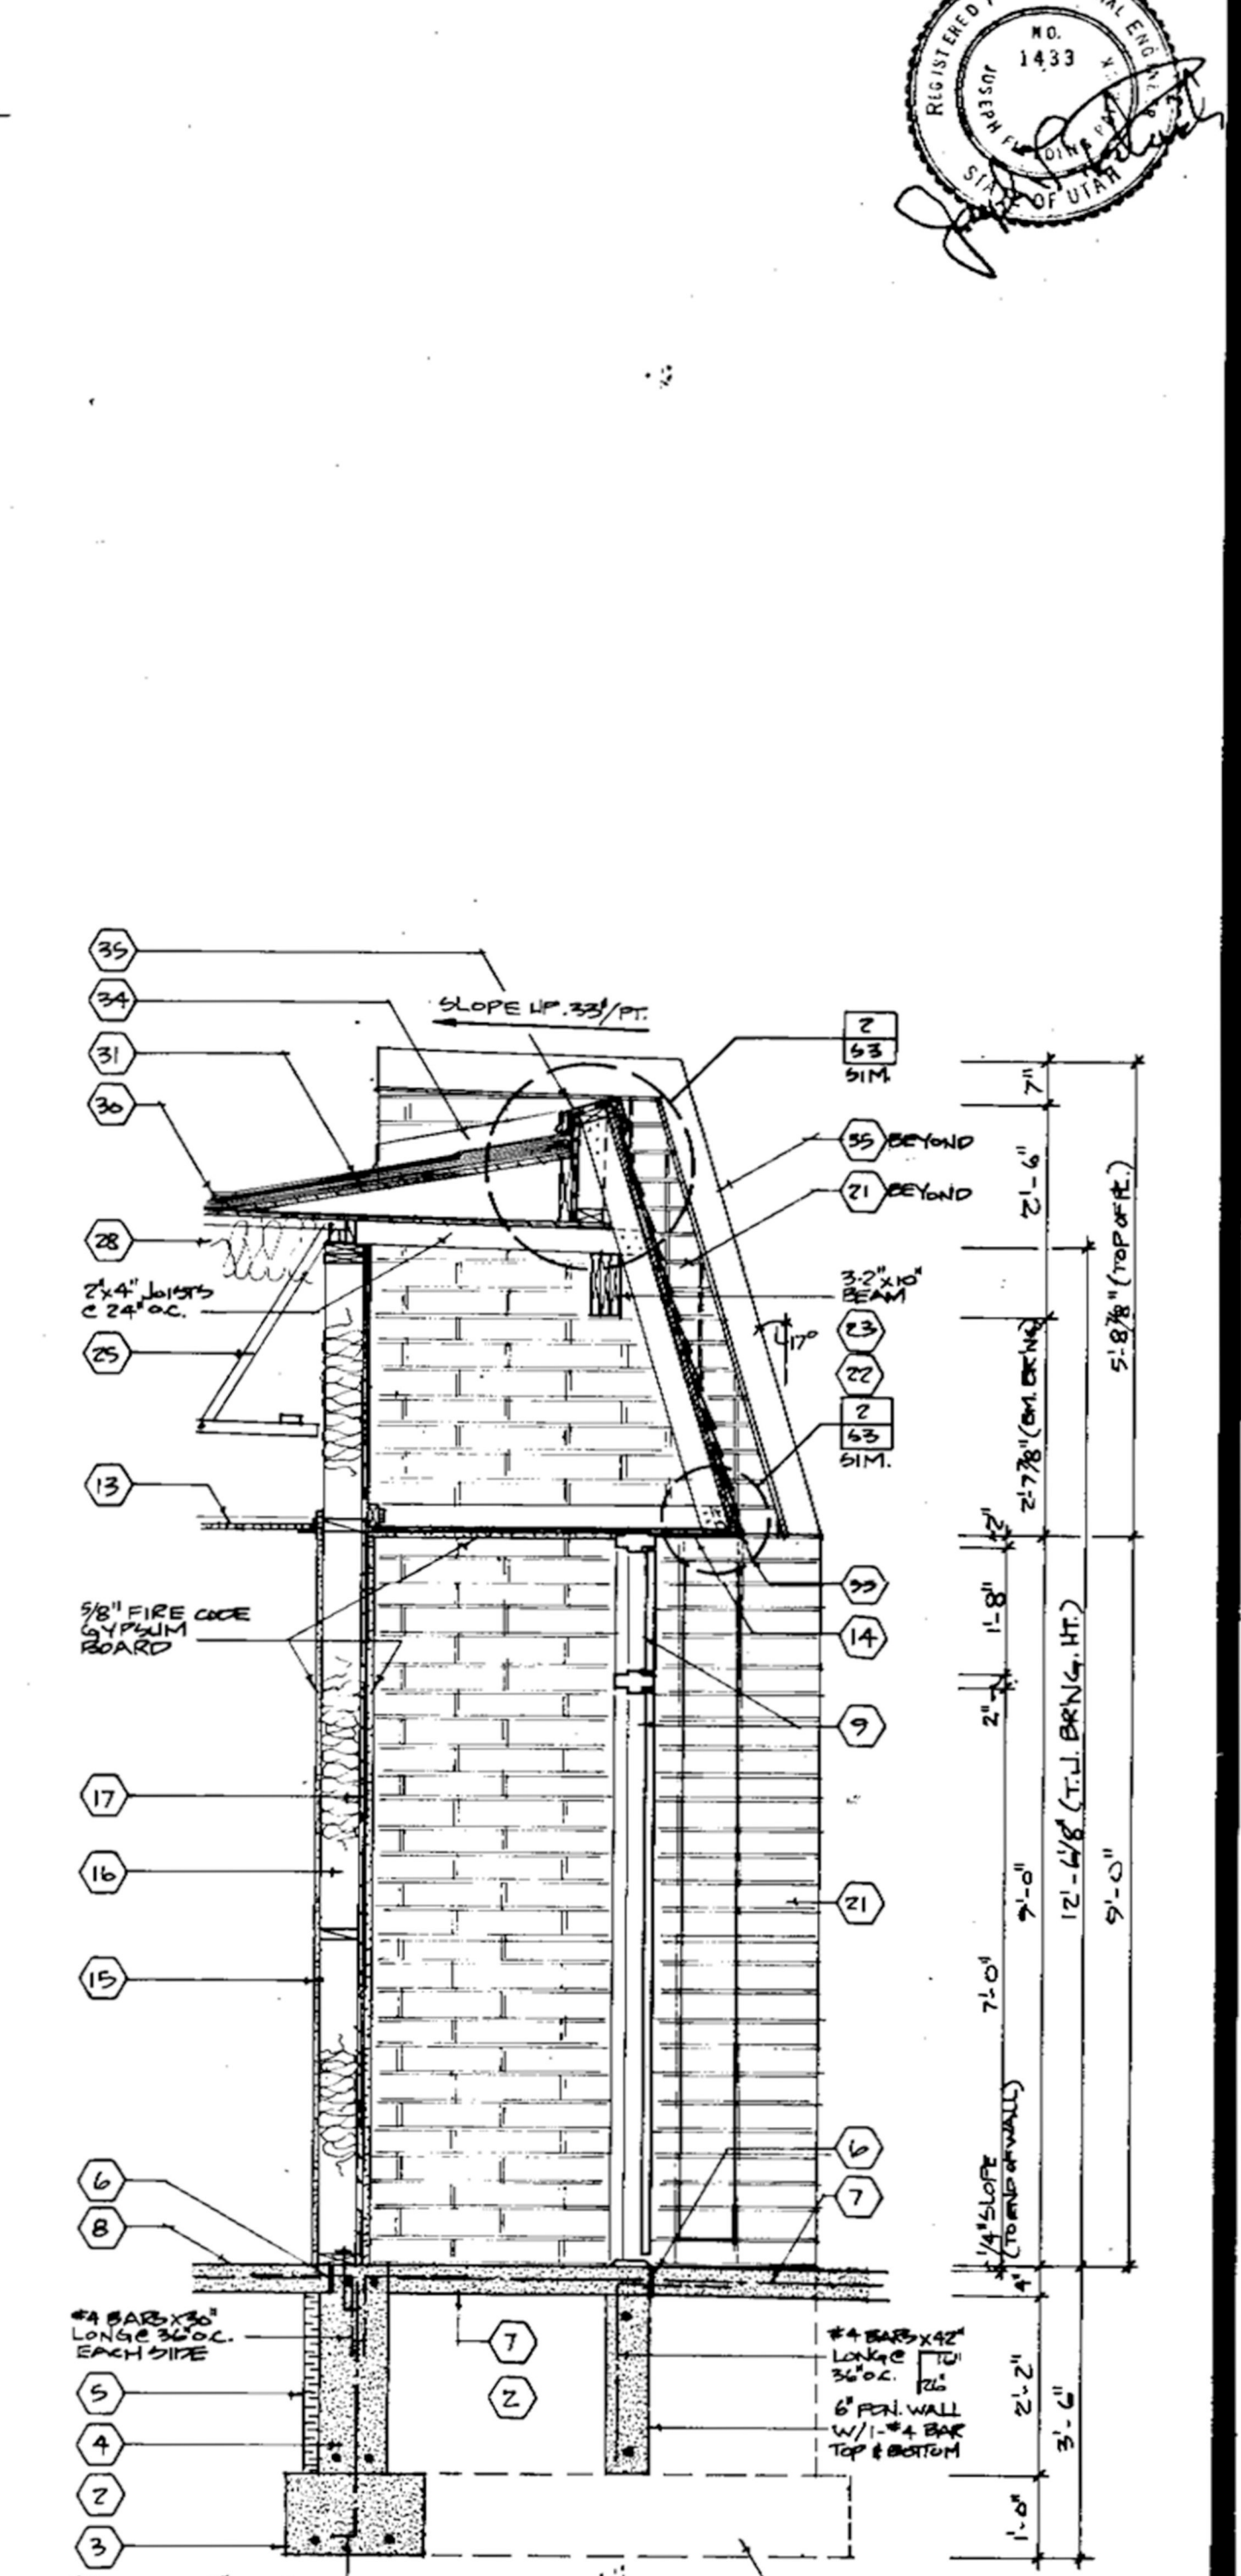 REGISTERED
NO.
1433
JOSEPH
STATE OF UTAH
35
34
SLOPE UP .33"/FT.
2
S3
SIM.
31
30
35 BEYOND
21 BEYOND
28
2"x4" JOISTS
@ 24" O.C.
3-2"x10"
BEAM
25
23
17°
22
2
S3
SIM.
13
33
5/8" FIRE CODE
GYPSUM
BOARD
14
9
17
16
21
15
6
6
8
7
#4 BARS x 30"
LONG @ 36" O.C.
EACH SIDE
7
#4 BARS x 42"
LONG @
36" O.C.
16"
26"
5
2
6" FDN. WALL
W/1-#4 BAR
TOP & BOTTOM
4
2
3
7"
2'-6"
5'-8 7/8" (TOP OF PL.)
2'-7 7/8" (BM. BR'NG)
2"
1'-8"
2"
12'-6 1/8" (T.J. BR'NG. HT.)
9'-0"
9'-0"
7'-0"
1/4" SLOPE
(TO END OF WALL)
4"
2'-2"
3'-6"
1'-0"